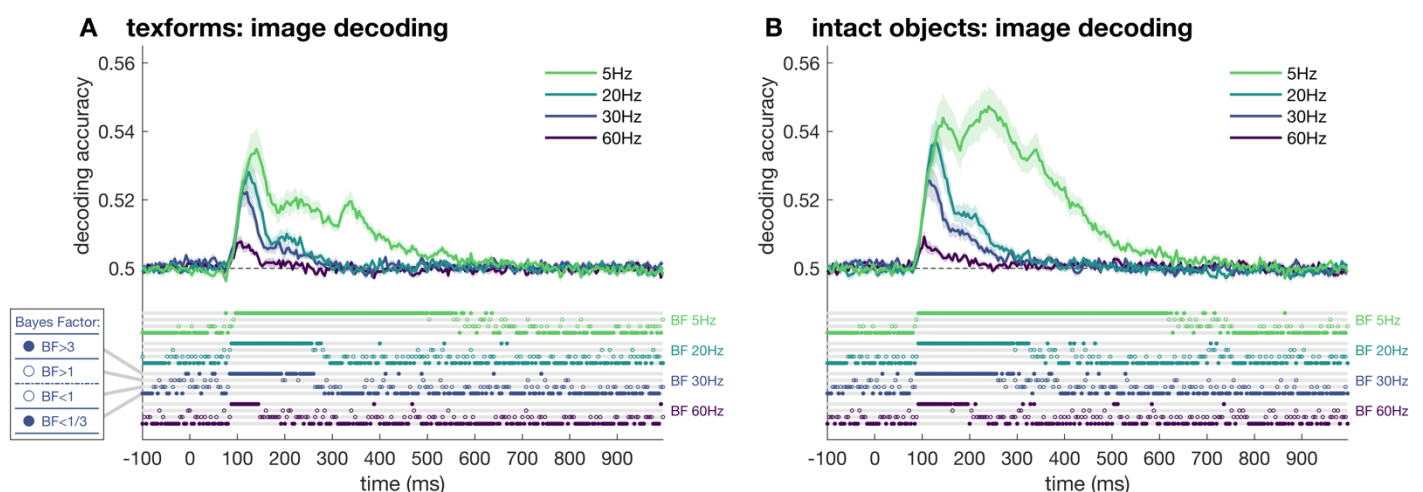 A texforms: image decoding
0.56
0.54
0.52
0.5
decoding accuracy
5Hz
20Hz
30Hz
60Hz
Bayes Factor:
BF>3
BF>1
BF<1
BF<1/3
BF 5Hz
BF 20Hz
BF 30Hz
BF 60Hz
-100 0 100 200 300 400 500 600 700 800 900
time (ms)
B intact objects: image decoding
0.56
0.54
0.52
0.5
decoding accuracy
5Hz
20Hz
30Hz
60Hz
BF 5Hz
BF 20Hz
BF 30Hz
BF 60Hz
-100 0 100 200 300 400 500 600 700 800 900
time (ms)